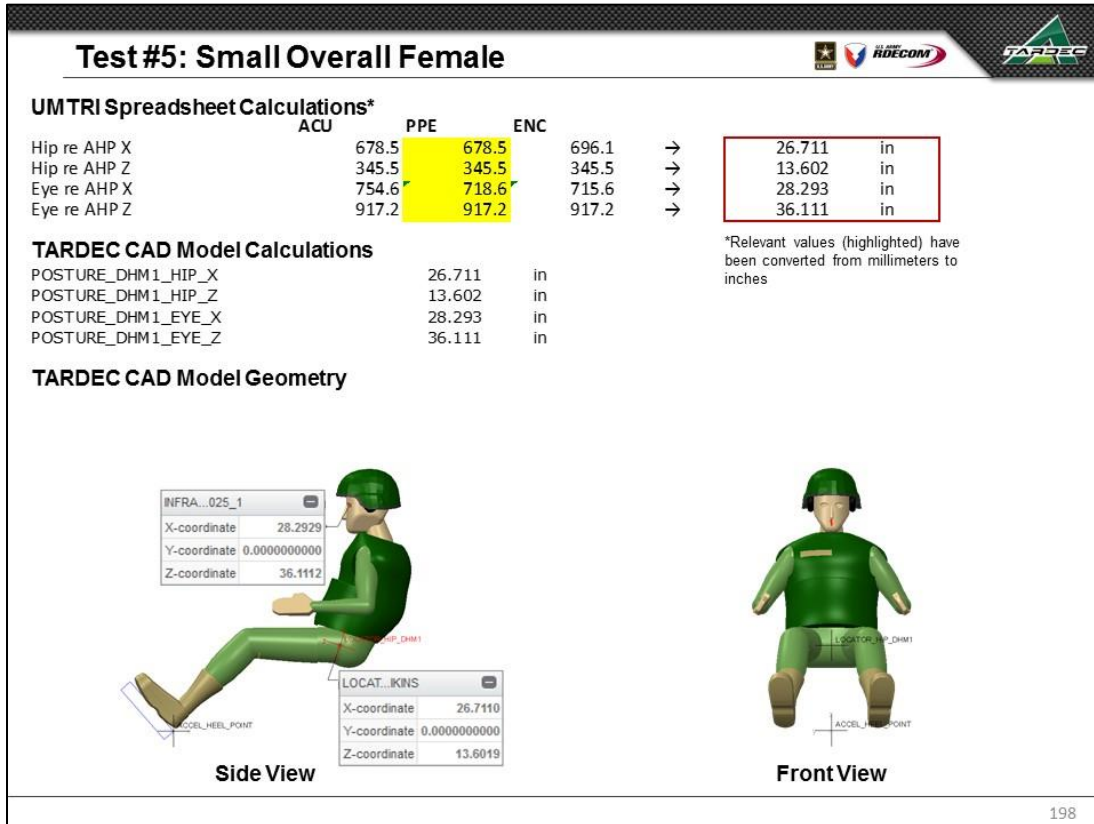 Test #5: Small Overall Female
U.S. ARMY
U.S. ARMY RDECOM
TARDEC
UMTRI Spreadsheet Calculations*
ACU PPE ENC
Hip re AHP X 678.5 678.5 696.1 → 26.711 in
Hip re AHP Z 345.5 345.5 345.5 → 13.602 in
Eye re AHP X 754.6 718.6 715.6 → 28.293 in
Eye re AHP Z 917.2 917.2 917.2 → 36.111 in
*Relevant values (highlighted) have
been converted from millimeters to
inches
TARDEC CAD Model Calculations
POSTURE_DHM1_HIP_X 26.711 in
POSTURE_DHM1_HIP_Z 13.602 in
POSTURE_DHM1_EYE_X 28.293 in
POSTURE_DHM1_EYE_Z 36.111 in
TARDEC CAD Model Geometry
INFRA...025_1
X-coordinate 28.2929
Y-coordinate 0.0000000000
Z-coordinate 36.1112
HIP_DHM1
LOCAT...IKINS
X-coordinate 26.7110
Y-coordinate 0.0000000000
Z-coordinate 13.6019
ACCEL_HEEL_POINT
Side View
LOCATOR_HIP_DHM1
ACCEL_HEEL_POINT
Front View
198